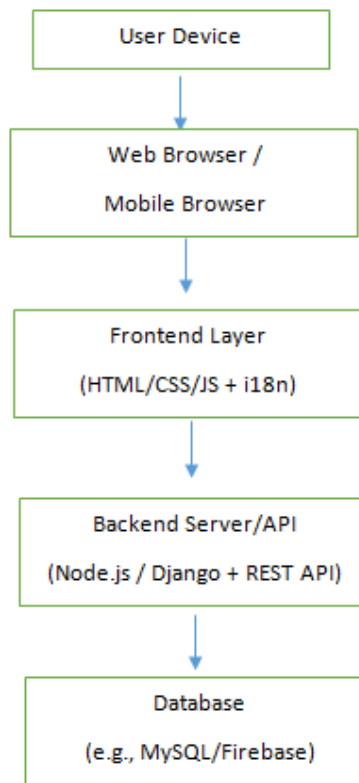 User Device
Web Browser /
Mobile Browser
Frontend Layer
(HTML/CSS/JS + i18n)
Backend Server/API
(Node.js / Django + REST API)
Database
(e.g., MySQL/Firebase)